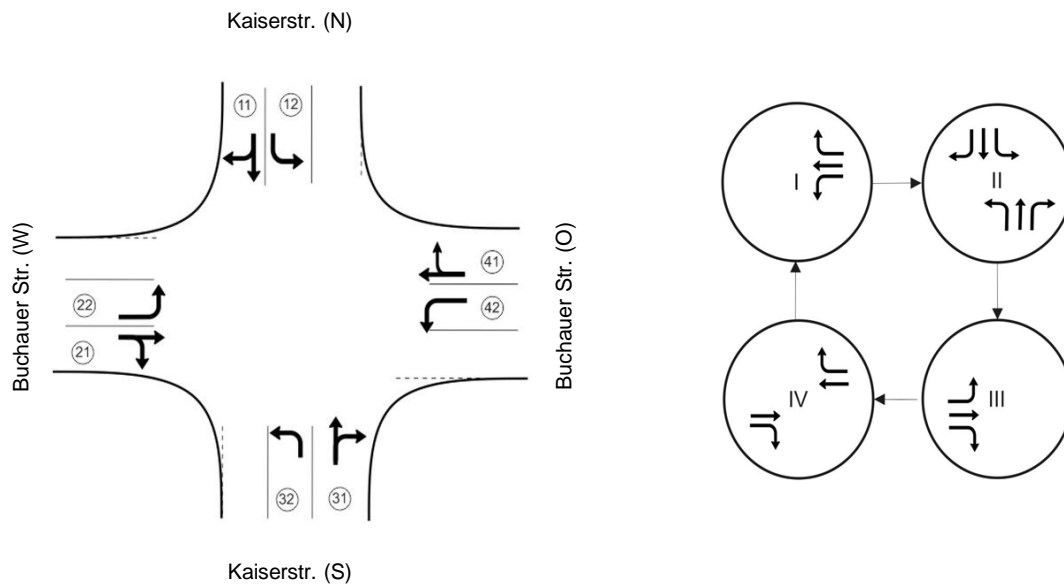 Kaiserstr. (N)
11
12
Buchauer Str. (W)
22
21
41
42
Buchauer Str. (O)
32
31
Kaiserstr. (S)
I
II
IV
III